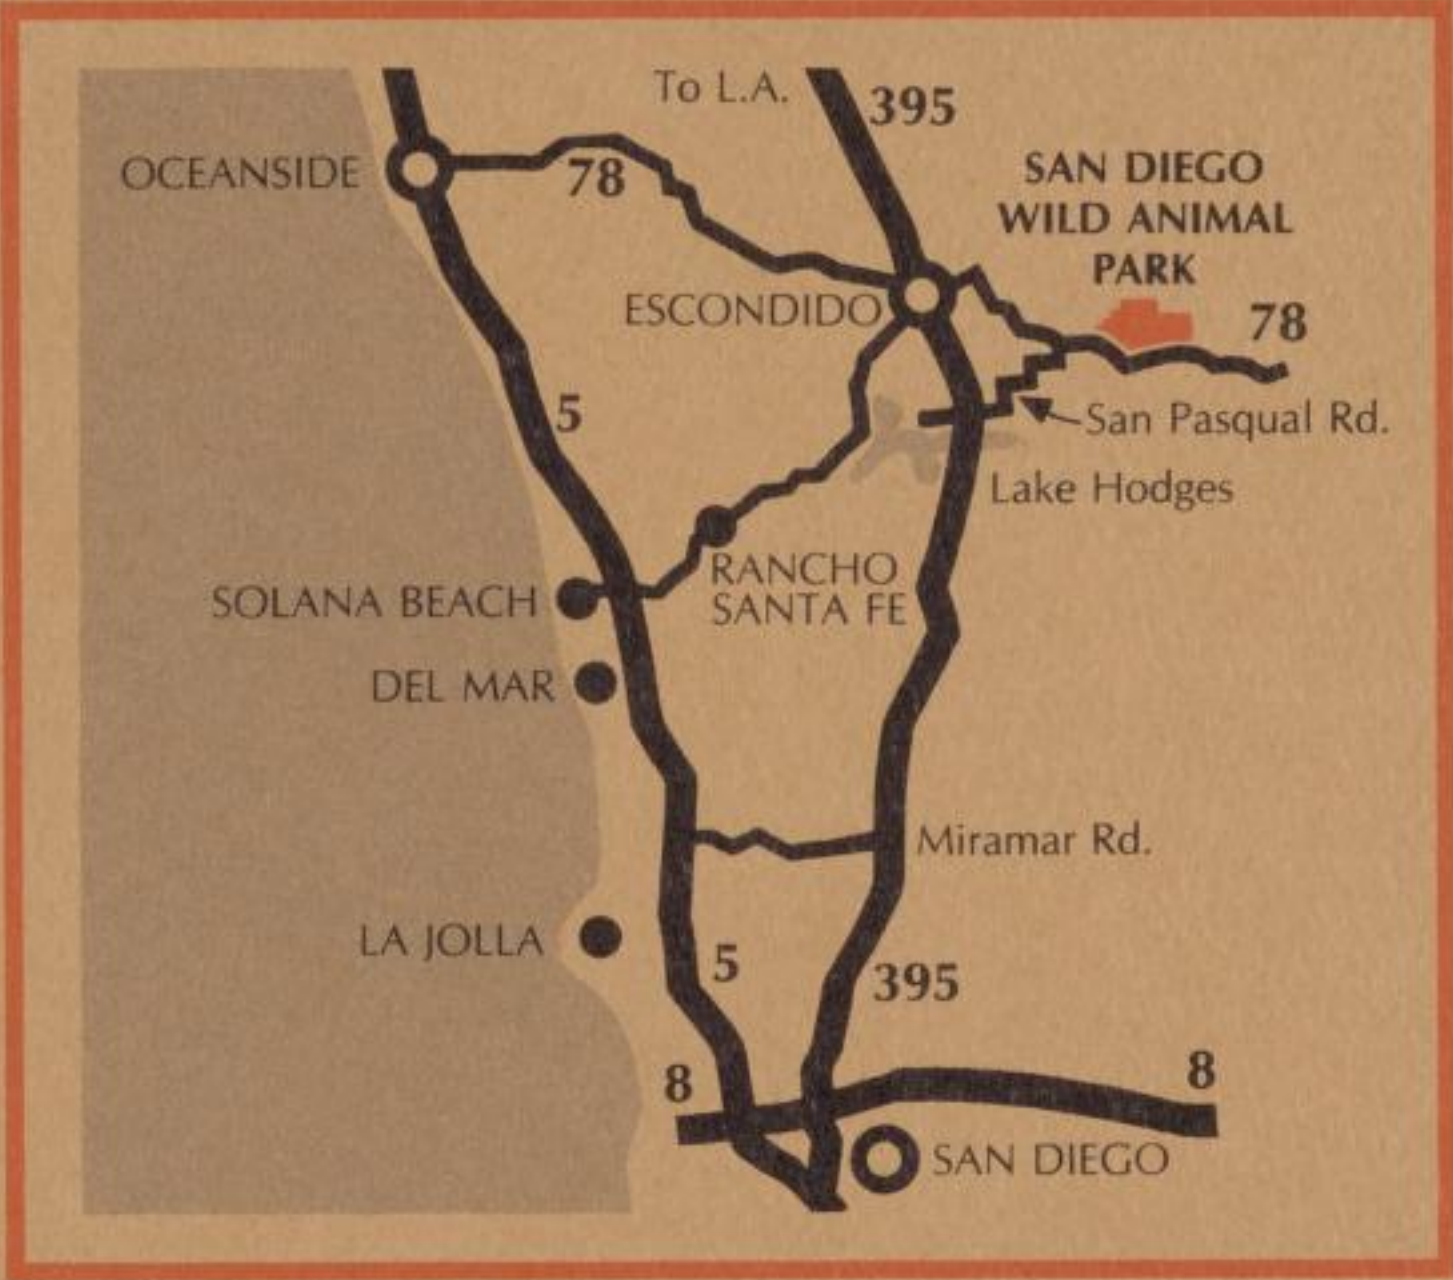 To L.A.
395
OCEANSIDE
78
SAN DIEGO
WILD ANIMAL
PARK
ESCONDIDO
78
5
San Pasqual Rd.
Lake Hodges
RANCHO
SANTA FE
SOLANA BEACH
DEL MAR
Miramar Rd.
LA JOLLA
5
395
8
8
SAN DIEGO